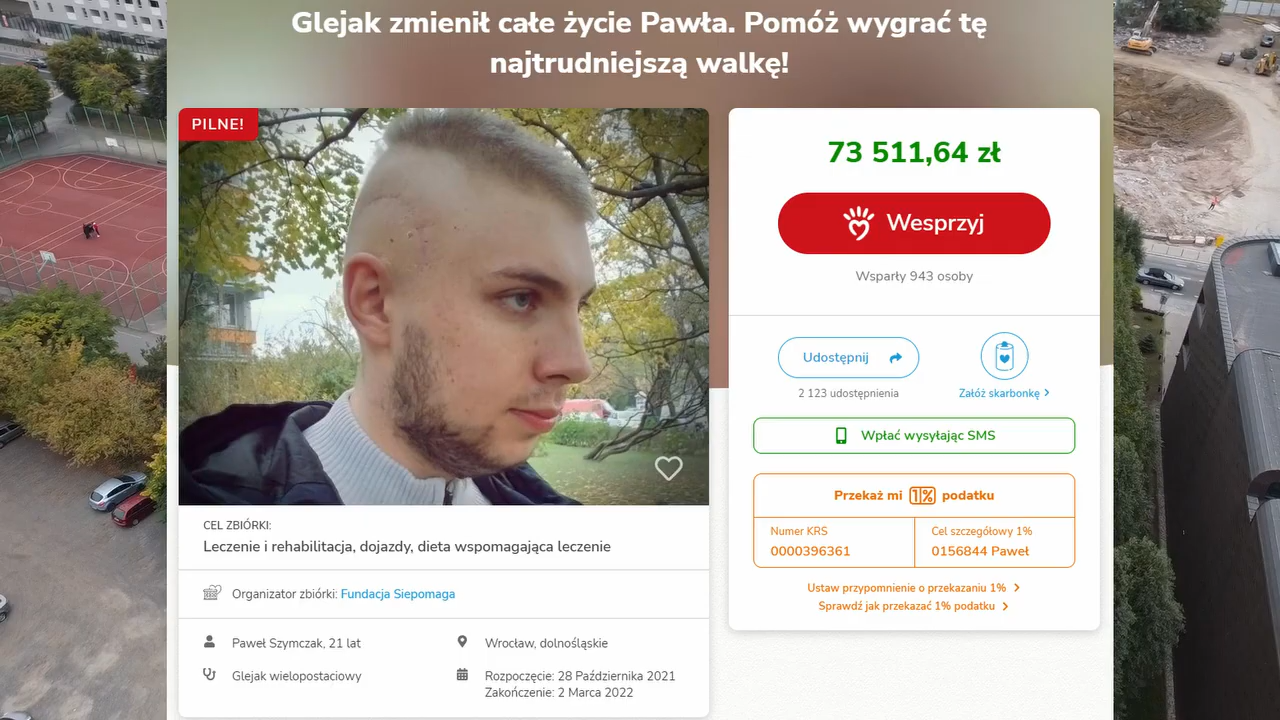 Glejak zmienił całe życie Pawła. Pomóż wygrać tę
najtrudniejszą walkę!
PILNE!
CEL ZBIÓRKI:
Leczenie i rehabilitacja, dojazdy, dieta wspomagająca leczenie
Organizator zbiórki: Fundacja Siepomaga
Paweł Szymczak, 21 lat
Wrocław, dolnośląskie
Glejak wielopostaciowy
Rozpoczęcie: 28 Października 2021
Zakończenie: 2 Marca 2022
73 511,64 zł
Wesprzyj
Wsparły 943 osoby
Udostępnij
2 123 udostępnienia
Załóż skarbonkę
Wpłać wysyłając SMS
Przekaż mi 1% podatku
Numer KRS
0000396361
Cel szczegółowy 1%
0156844 Paweł
Ustaw przypomnienie o przekazaniu 1%
Sprawdź jak przekazać 1% podatku